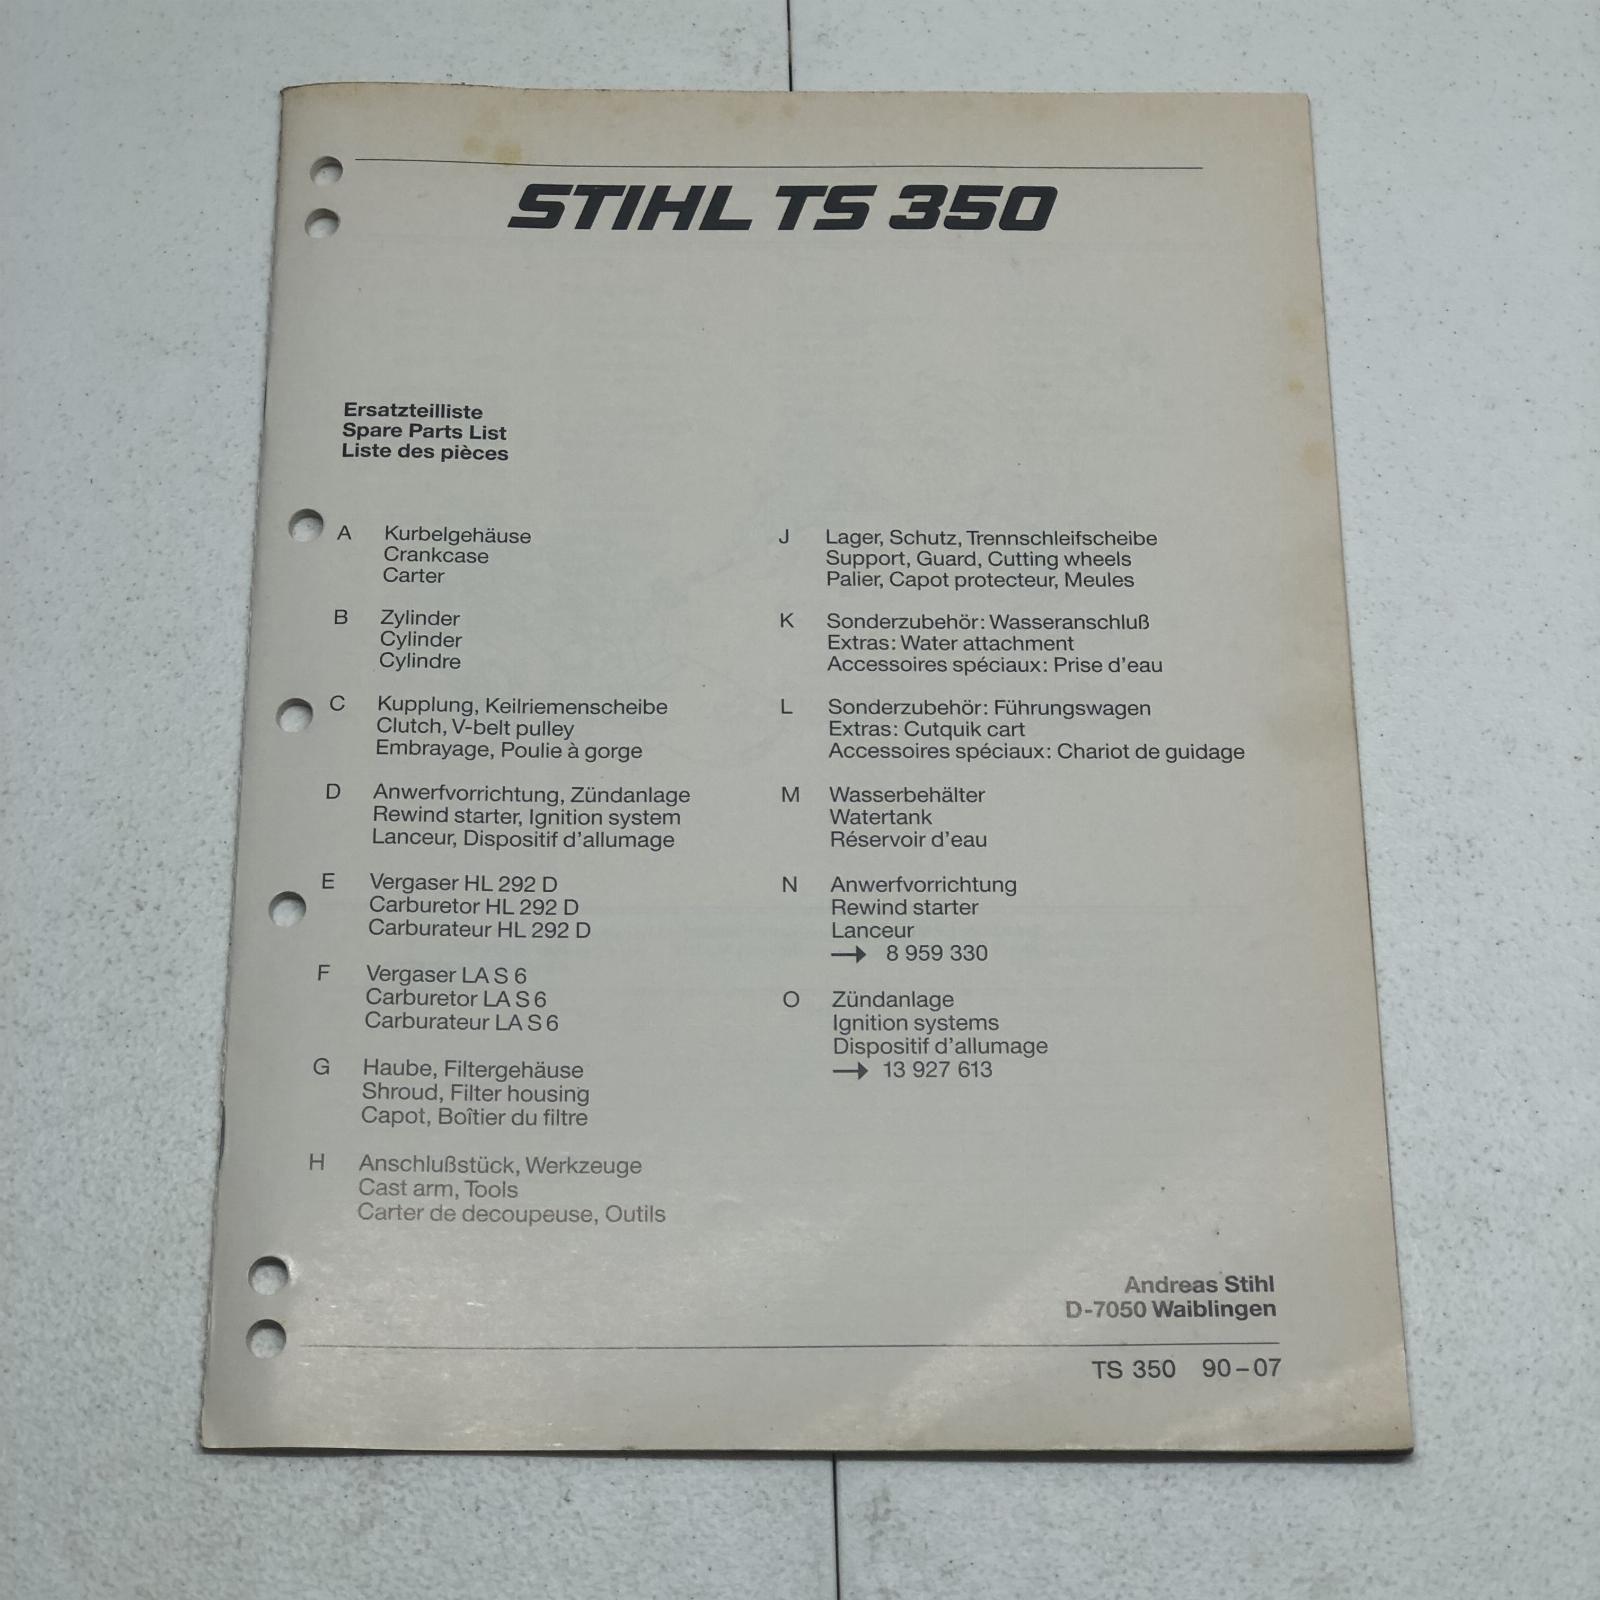 STIHL TS 350
Ersatzteilliste
Spare Parts List
Liste des pièces
A Kurbelgehäuse
Crankcase
Carter
B Zylinder
Cylinder
Cylindre
C Kupplung, Keilriemenscheibe
Clutch, V-belt pulley
Embrayage, Poulie à gorge
D Anwerfvorrichtung, Zündanlage
Rewind starter, Ignition system
Lanceur, Dispositif d'allumage
E Vergaser HL 292 D
Carburetor HL 292 D
Carburateur HL 292 D
F Vergaser LA S 6
Carburetor LA S 6
Carburateur LA S 6
G Haube, Filtergehäuse
Shroud, Filter housing
Capot, Boîtier du filtre
H Anschlußstück, Werkzeuge
Cast arm, Tools
Carter de decoupeuse, Outils
J Lager, Schutz, Trennschleifscheibe
Support, Guard, Cutting wheels
Palier, Capot protecteur, Meules
K Sonderzubehör: Wasseranschluß
Extras: Water attachment
Accessoires spéciaux: Prise d'eau
L Sonderzubehör: Führungswagen
Extras: Cutquik cart
Accessoires spéciaux: Chariot de guidage
M Wasserbehälter
Watertank
Réservoir d'eau
N Anwerfvorrichtung
Rewind starter
Lanceur
→ 8 959 330
O Zündanlage
Ignition systems
Dispositif d'allumage
→ 13 927 613
Andreas Stihl
D-7050 Waiblingen
TS 350 90–07